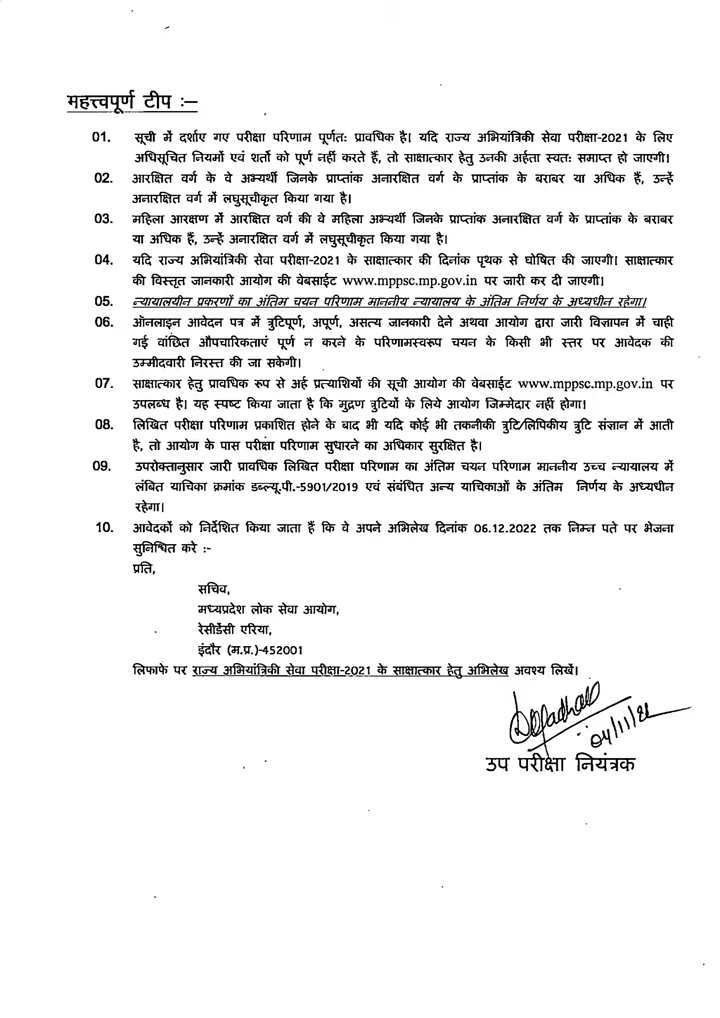 महत्त्वपूर्ण टीप :–
01. सूची में दर्शाए गए परीक्षा परिणाम पूर्णतः प्रावधिक है। यदि राज्य अभियांत्रिकी सेवा परीक्षा-2021 के लिए
अधिसूचित नियमों एवं शर्तो को पूर्ण नहीं करते हैं, तो साक्षात्कार हेतु उनकी अर्हता स्वतः समाप्त हो जाएगी।
02. आरक्षित वर्ग के वे अभ्यर्थी जिनके प्राप्तांक अनारक्षित वर्ग के प्राप्तांक के बराबर या अधिक हैं, उन्हें
अनारक्षित वर्ग में लघुसूचीकृत किया गया है।
03. महिला आरक्षण में आरक्षित वर्ग की वे महिला अभ्यर्थी जिनके प्राप्तांक अनारक्षित वर्ग के प्राप्तांक के बराबर
या अधिक हैं, उन्हें अनारक्षित वर्ग में लघुसूचीकृत किया गया है।
04. यदि राज्य अभियांत्रिकी सेवा परीक्षा-2021 के साक्षात्कार की दिनांक पृथक से घोषित की जाएगी। साक्षात्कार
की विस्तृत जानकारी आयोग की वेबसाईट www.mppsc.mp.gov.in पर जारी कर दी जाएगी।
05. न्यायालयीन प्रकरणों का अंतिम चयन परिणाम माननीय न्यायालय के अंतिम निर्णय के अध्यधीन रहेगा।
06. ऑनलाइन आवेदन पत्र में त्रुटिपूर्ण, अपूर्ण, असत्य जानकारी देने अथवा आयोग द्वारा जारी विज्ञापन में चाही
गई वांछित औपचारिकताएं पूर्ण न करने के परिणामस्वरूप चयन के किसी भी स्तर पर आवेदक की
उम्मीदवारी निरस्त की जा सकेगी।
07. साक्षात्कार हेतु प्रावधिक रूप से अर्ह प्रत्याशियों की सूची आयोग की वेबसाईट www.mppsc.mp.gov.in पर
उपलब्ध है। यह स्पष्ट किया जाता है कि मुद्रण त्रुटियों के लिये आयोग जिम्मेदार नहीं होगा।
08. लिखित परीक्षा परिणाम प्रकाशित होने के बाद भी यदि कोई भी तकनीकी त्रुटि/लिपिकीय त्रुटि संज्ञान में आती
है, तो आयोग के पास परीक्षा परिणाम सुधारने का अधिकार सुरक्षित है।
09. उपरोक्तानुसार जारी प्रावधिक लिखित परीक्षा परिणाम का अंतिम चयन परिणाम माननीय उच्च न्यायालय में
लंबित याचिका क्रमांक डब्ल्यू.पी.-5901/2019 एवं संबंधित अन्य याचिकाओं के अंतिम निर्णय के अध्यधीन
रहेगा।
10. आवेदकों को निर्देशित किया जाता हैं कि वे अपने अभिलेख दिनांक 06.12.2022 तक निम्न पते पर भेजना
सुनिश्चित करे :-
प्रति,
सचिव,
मध्यप्रदेश लोक सेवा आयोग,
रेसीडेंसी एरिया,
इंदौर (म.प्र.)-452001
लिफाफे पर राज्य अभियांत्रिकी सेवा परीक्षा-2021 के साक्षात्कार हेतु अभिलेख अवश्य लिखें।
04/11/22
उप परीक्षा नियंत्रक